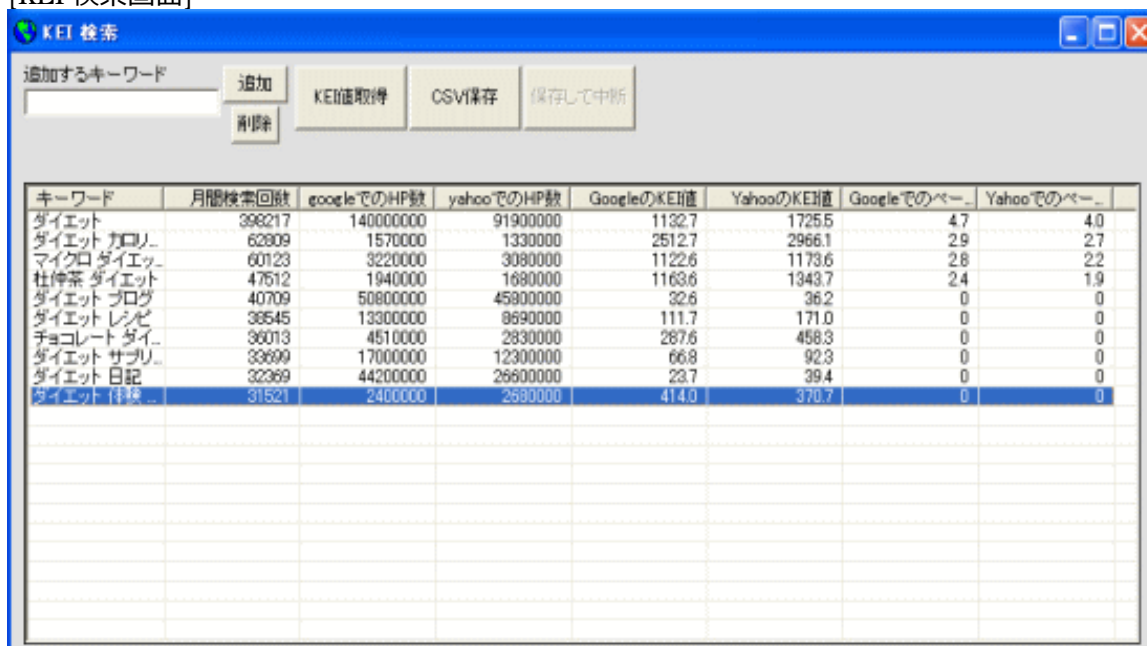 [KEI 検索画面]
KEI 検索
追加するキーワード
追加
削除
KEI値取得
CSV保存
保存して中断
キーワード 月間検索回数 googleでのHP数 yahooでのHP数 GoogleのKEI値 YahooのKEI値 Googleでのペー... Yahooでのペー...
ダイエット 398217 140000000 91900000 1132.7 1725.5 4.7 4.0
ダイエット カロリ... 62809 1570000 1330000 2512.7 2966.1 2.9 2.7
マイクロ ダイエッ... 60123 3220000 3080000 1122.6 1173.6 2.8 2.2
杜仲茶 ダイエット 47512 1940000 1680000 1163.6 1343.7 2.4 1.9
ダイエット ブログ 40709 50800000 45800000 32.6 36.2 0 0
ダイエット レシピ 38545 13300000 8690000 111.7 171.0 0 0
チョコレート ダイ... 36013 4510000 2830000 287.6 458.3 0 0
ダイエット サプリ... 33699 17000000 12300000 66.8 92.3 0 0
ダイエット 日記 32369 44200000 26600000 23.7 39.4 0 0
ダイエット 体験 ... 31521 2400000 2680000 414.0 370.7 0 0